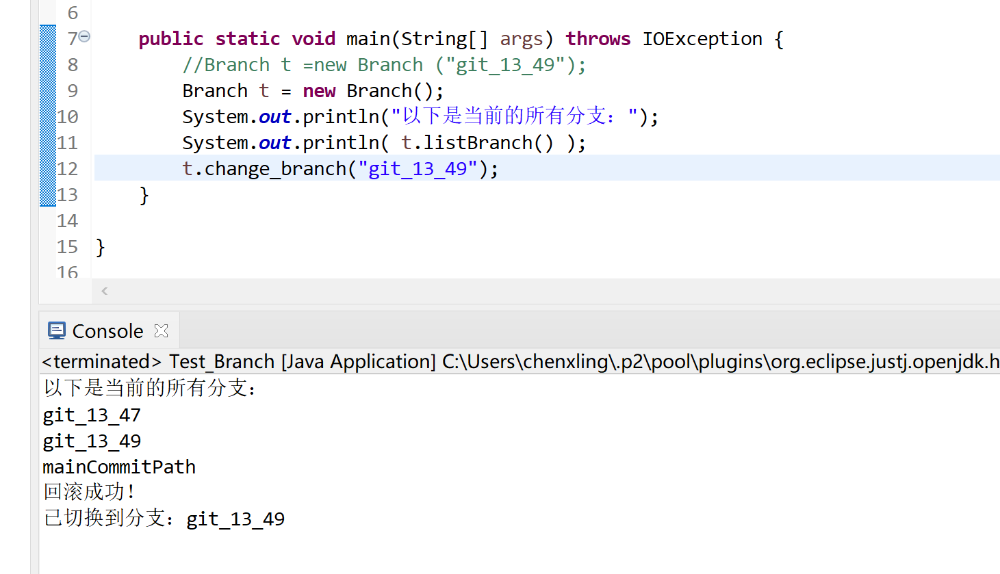 6
7 public static void main(String[] args) throws IOException {
8 //Branch t =new Branch ("git_13_49");
9 Branch t = new Branch();
10 System.out.println("以下是当前的所有分支：");
11 System.out.println( t.listBranch() );
12 t.change_branch("git_13_49");
13 }
14
15 }
16
Console
<terminated> Test_Branch [Java Application] C:\Users\chenxling\.p2\pool\plugins\org.eclipse.justj.openjdk.h
以下是当前的所有分支：
git_13_47
git_13_49
mainCommitPath
回滚成功！
已切换到分支：git_13_49